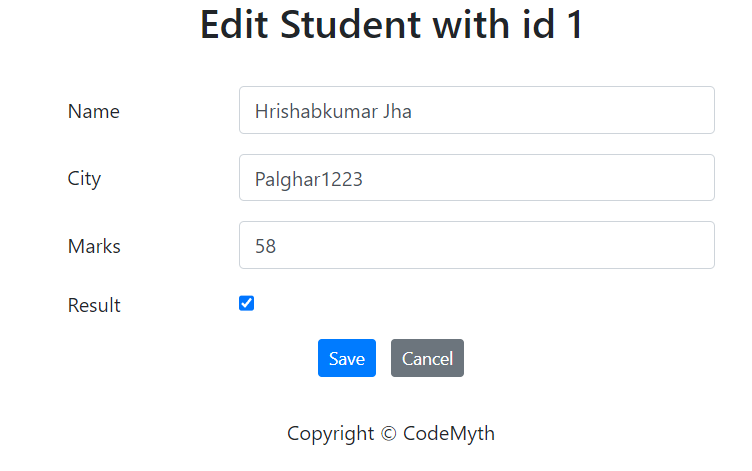 Edit Student with id 1
Name Hrishabkumar Jha
City Palghar1223
Marks 58
Result
Save Cancel
Copyright © CodeMyth